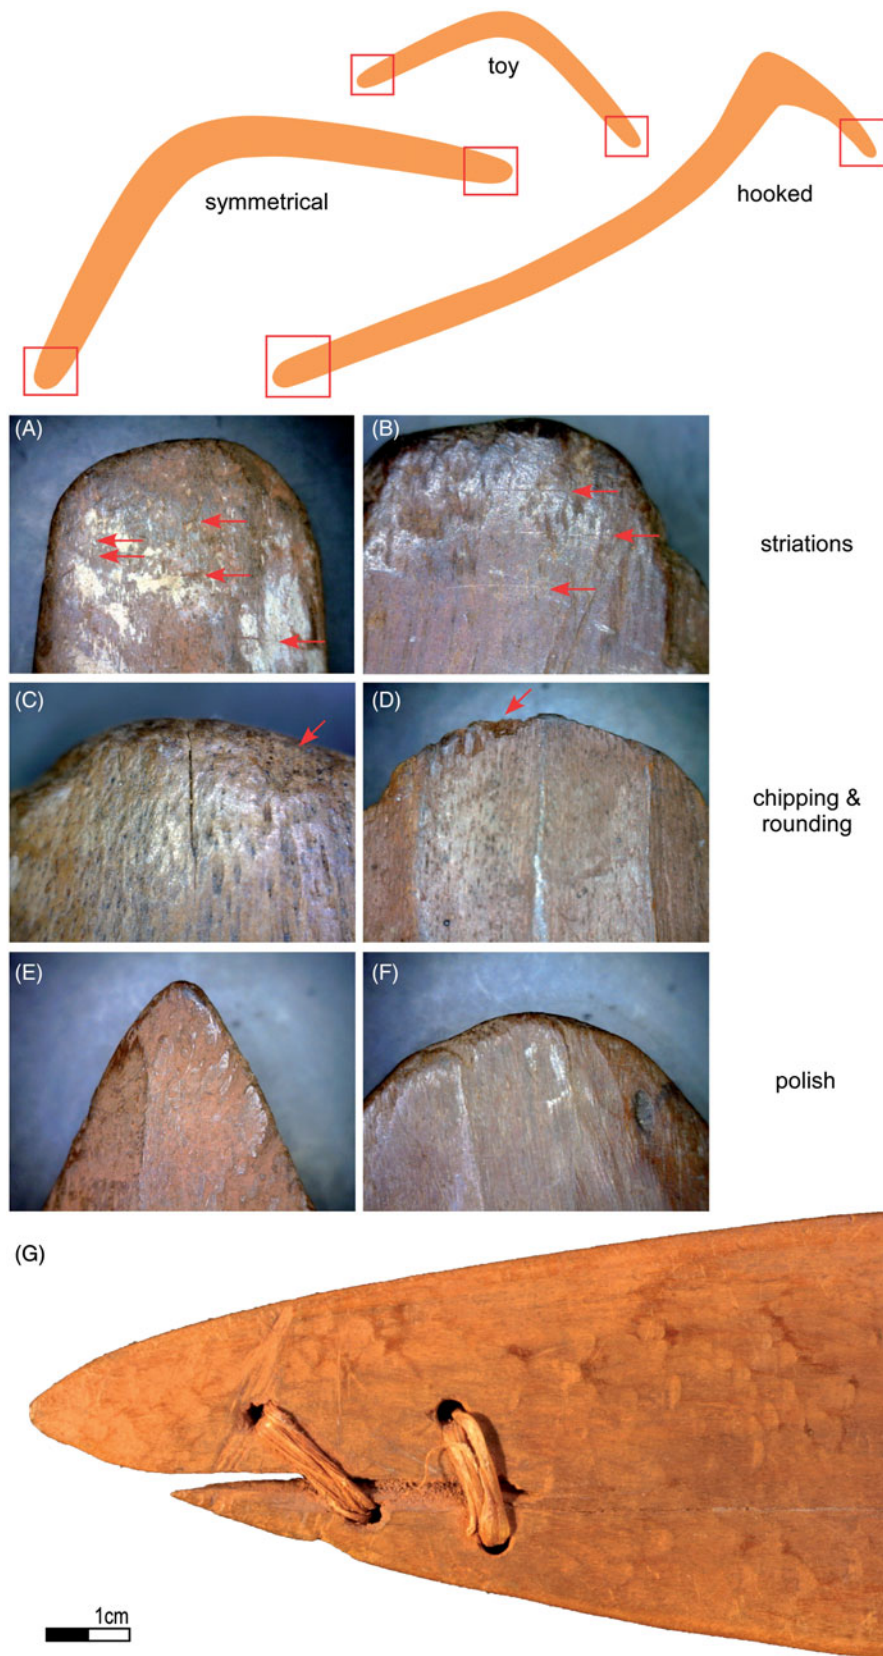 toy
symmetrical
hooked
(A)
(B)
striations
(C)
(D)
chipping &
rounding
(E)
(F)
polish
(G)
1cm